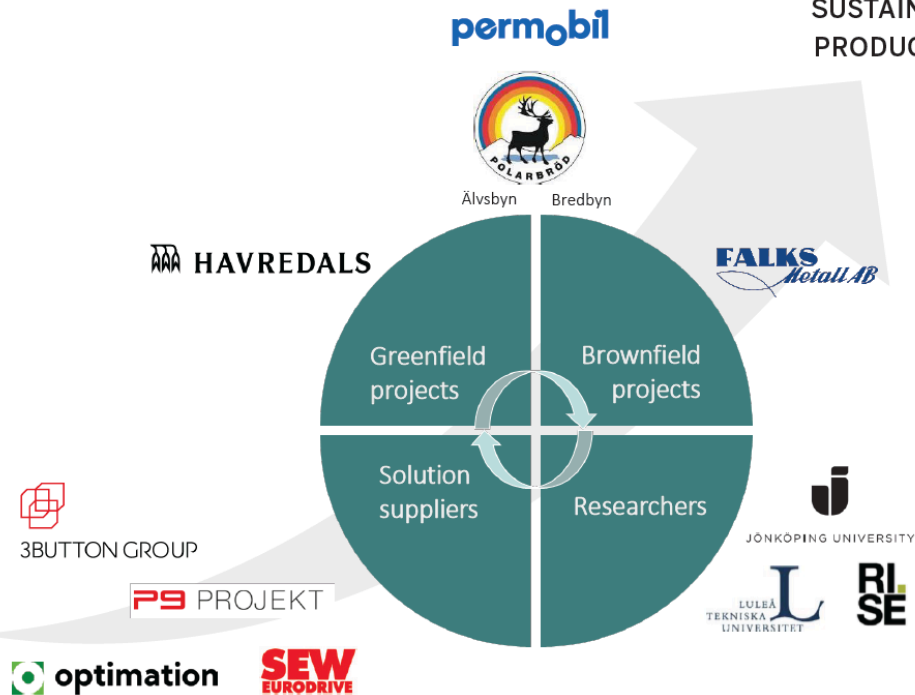 SUSTAIN
PRODUC
permobil
POLARBRÖD
Älvsbyn Bredbyn
HAVREDALS
FALKS
Metall AB
Greenfield
projects
Brownfield
projects
Solution
suppliers
Researchers
3BUTTON GROUP
JÖNKÖPING UNIVERSITY
P9 PROJEKT
LULEÅ
TEKNISKA
UNIVERSITET
L
RI.
SE
optimation
SEW
EURODRIVE